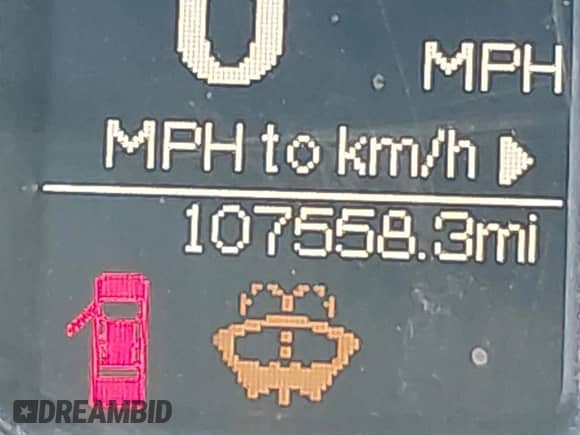 0
MPH
MPH to km/h
107558.3mi
DREAMBID